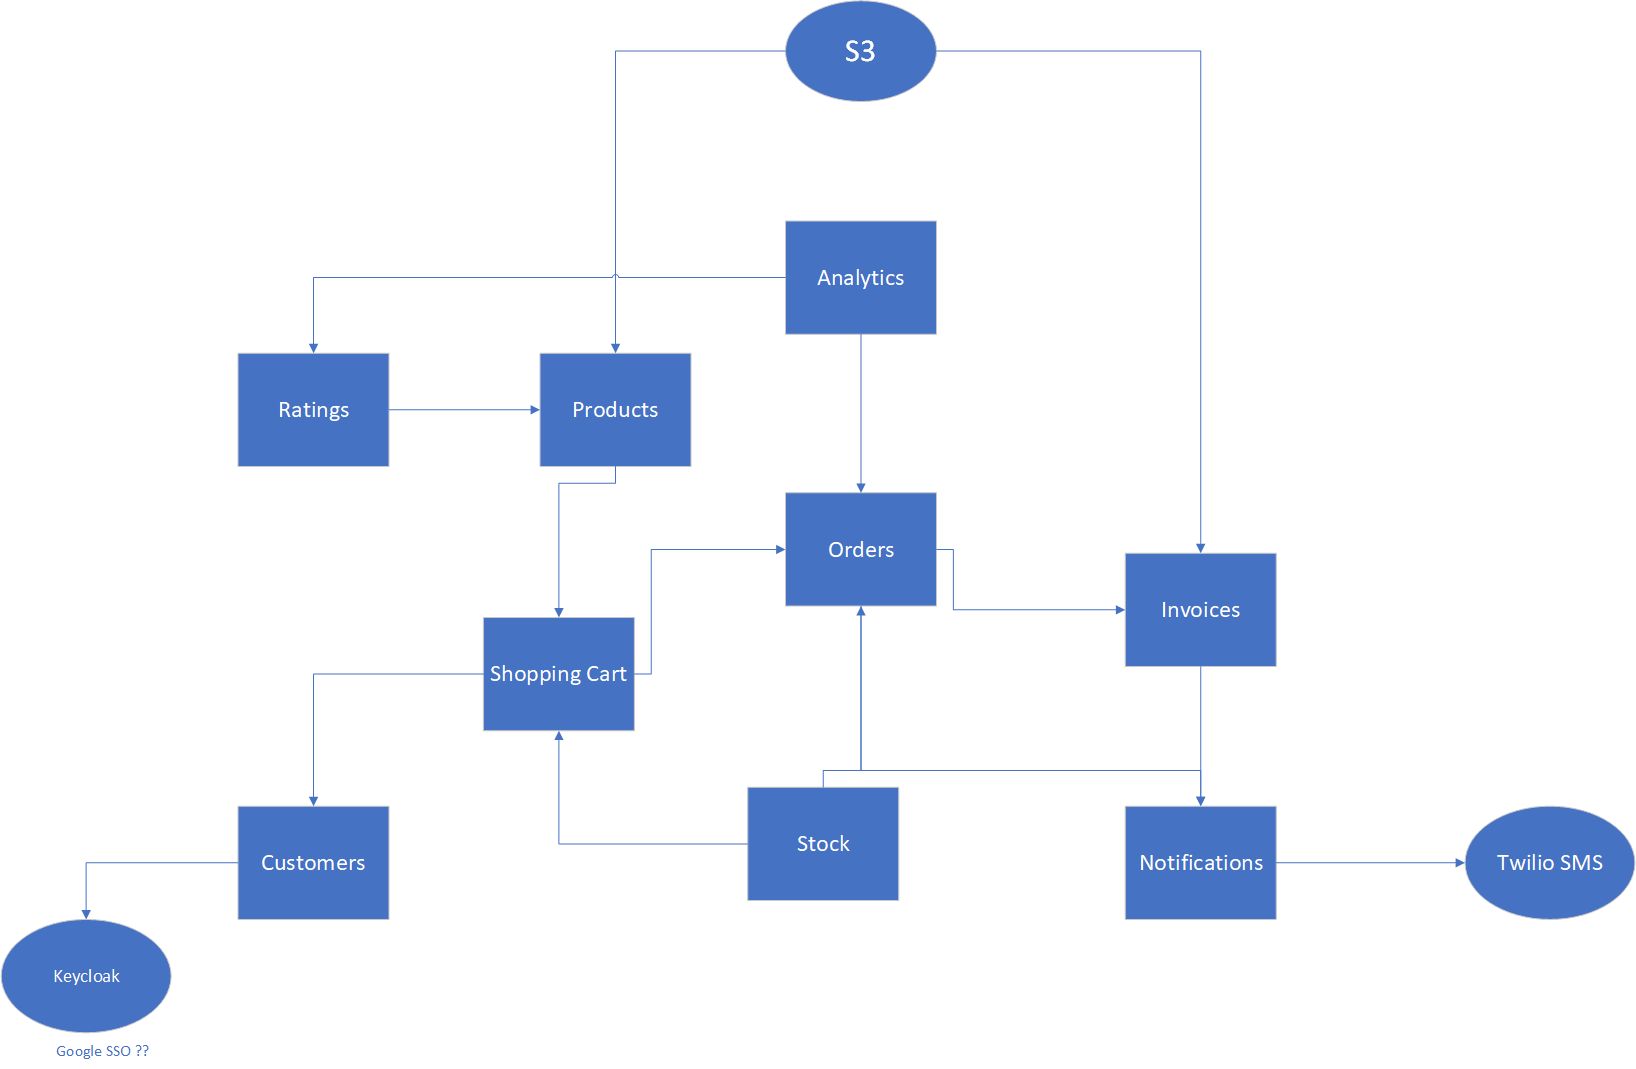 S3
Analytics
Ratings
Products
Orders
Invoices
Shopping Cart
Stock
Customers
Notifications
Twilio SMS
Keycloak
Google SSO ??